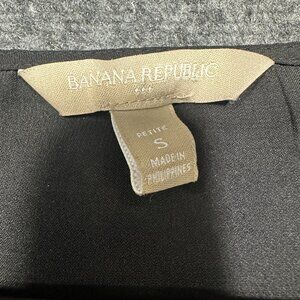 BANANA REPUBLIC
PETITE
S
MADE IN
PHILIPPINES